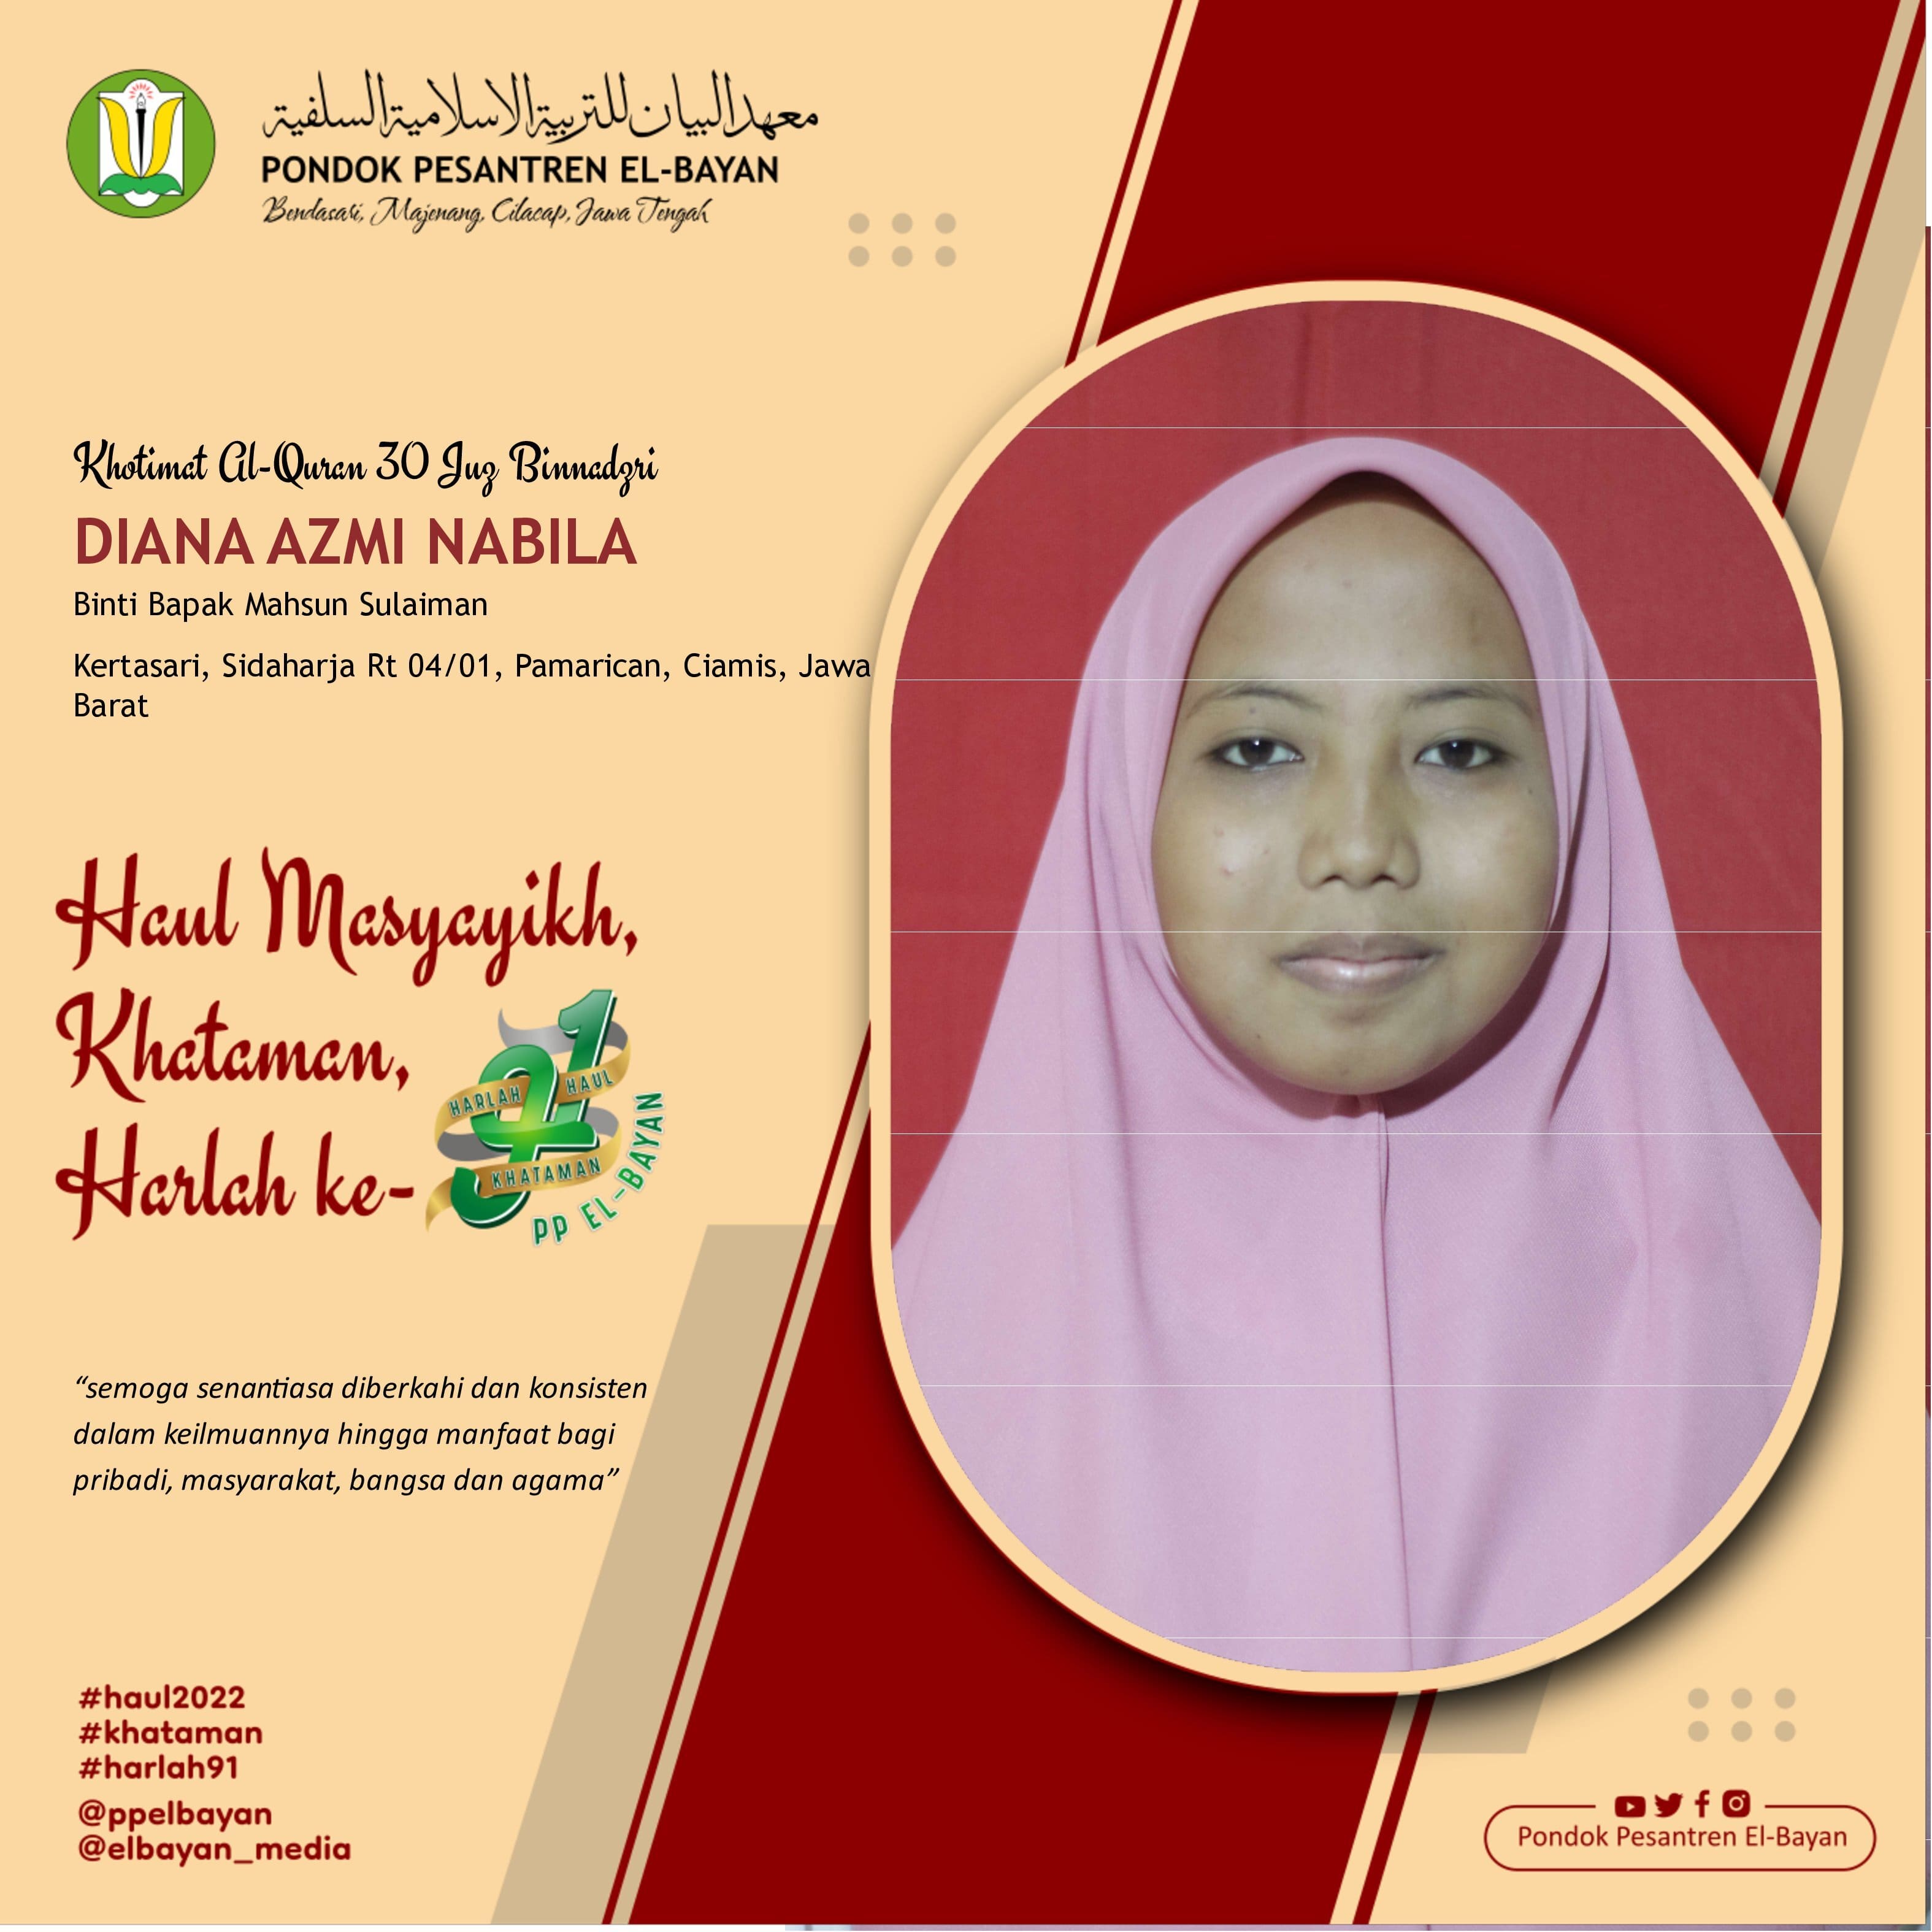 معهد البيان للتربية الاسلامية السلفية
PONDOK PESANTREN EL-BAYAN
Bendasari, Majenang, Cilacap, Jawa Tengah
Khotimat Al-Quran 30 Juz Binnadzri
DIANA AZMI NABILA
Binti Bapak Mahsun Sulaiman
Kertasari, Sidaharja Rt 04/01, Pamarican, Ciamis, Jawa
Barat
Haul Masyayikh,
Khataman,
Harlah ke-
91
HARLAH HAUL
KHATAMAN
PP EL-BAYAN
“semoga senantiasa diberkahi dan konsisten
dalam keilmuannya hingga manfaat bagi
pribadi, masyarakat, bangsa dan agama”
#haul2022
#khataman
#harlah91
@ppelbayan
@elbayan_media
Pondok Pesantren El-Bayan